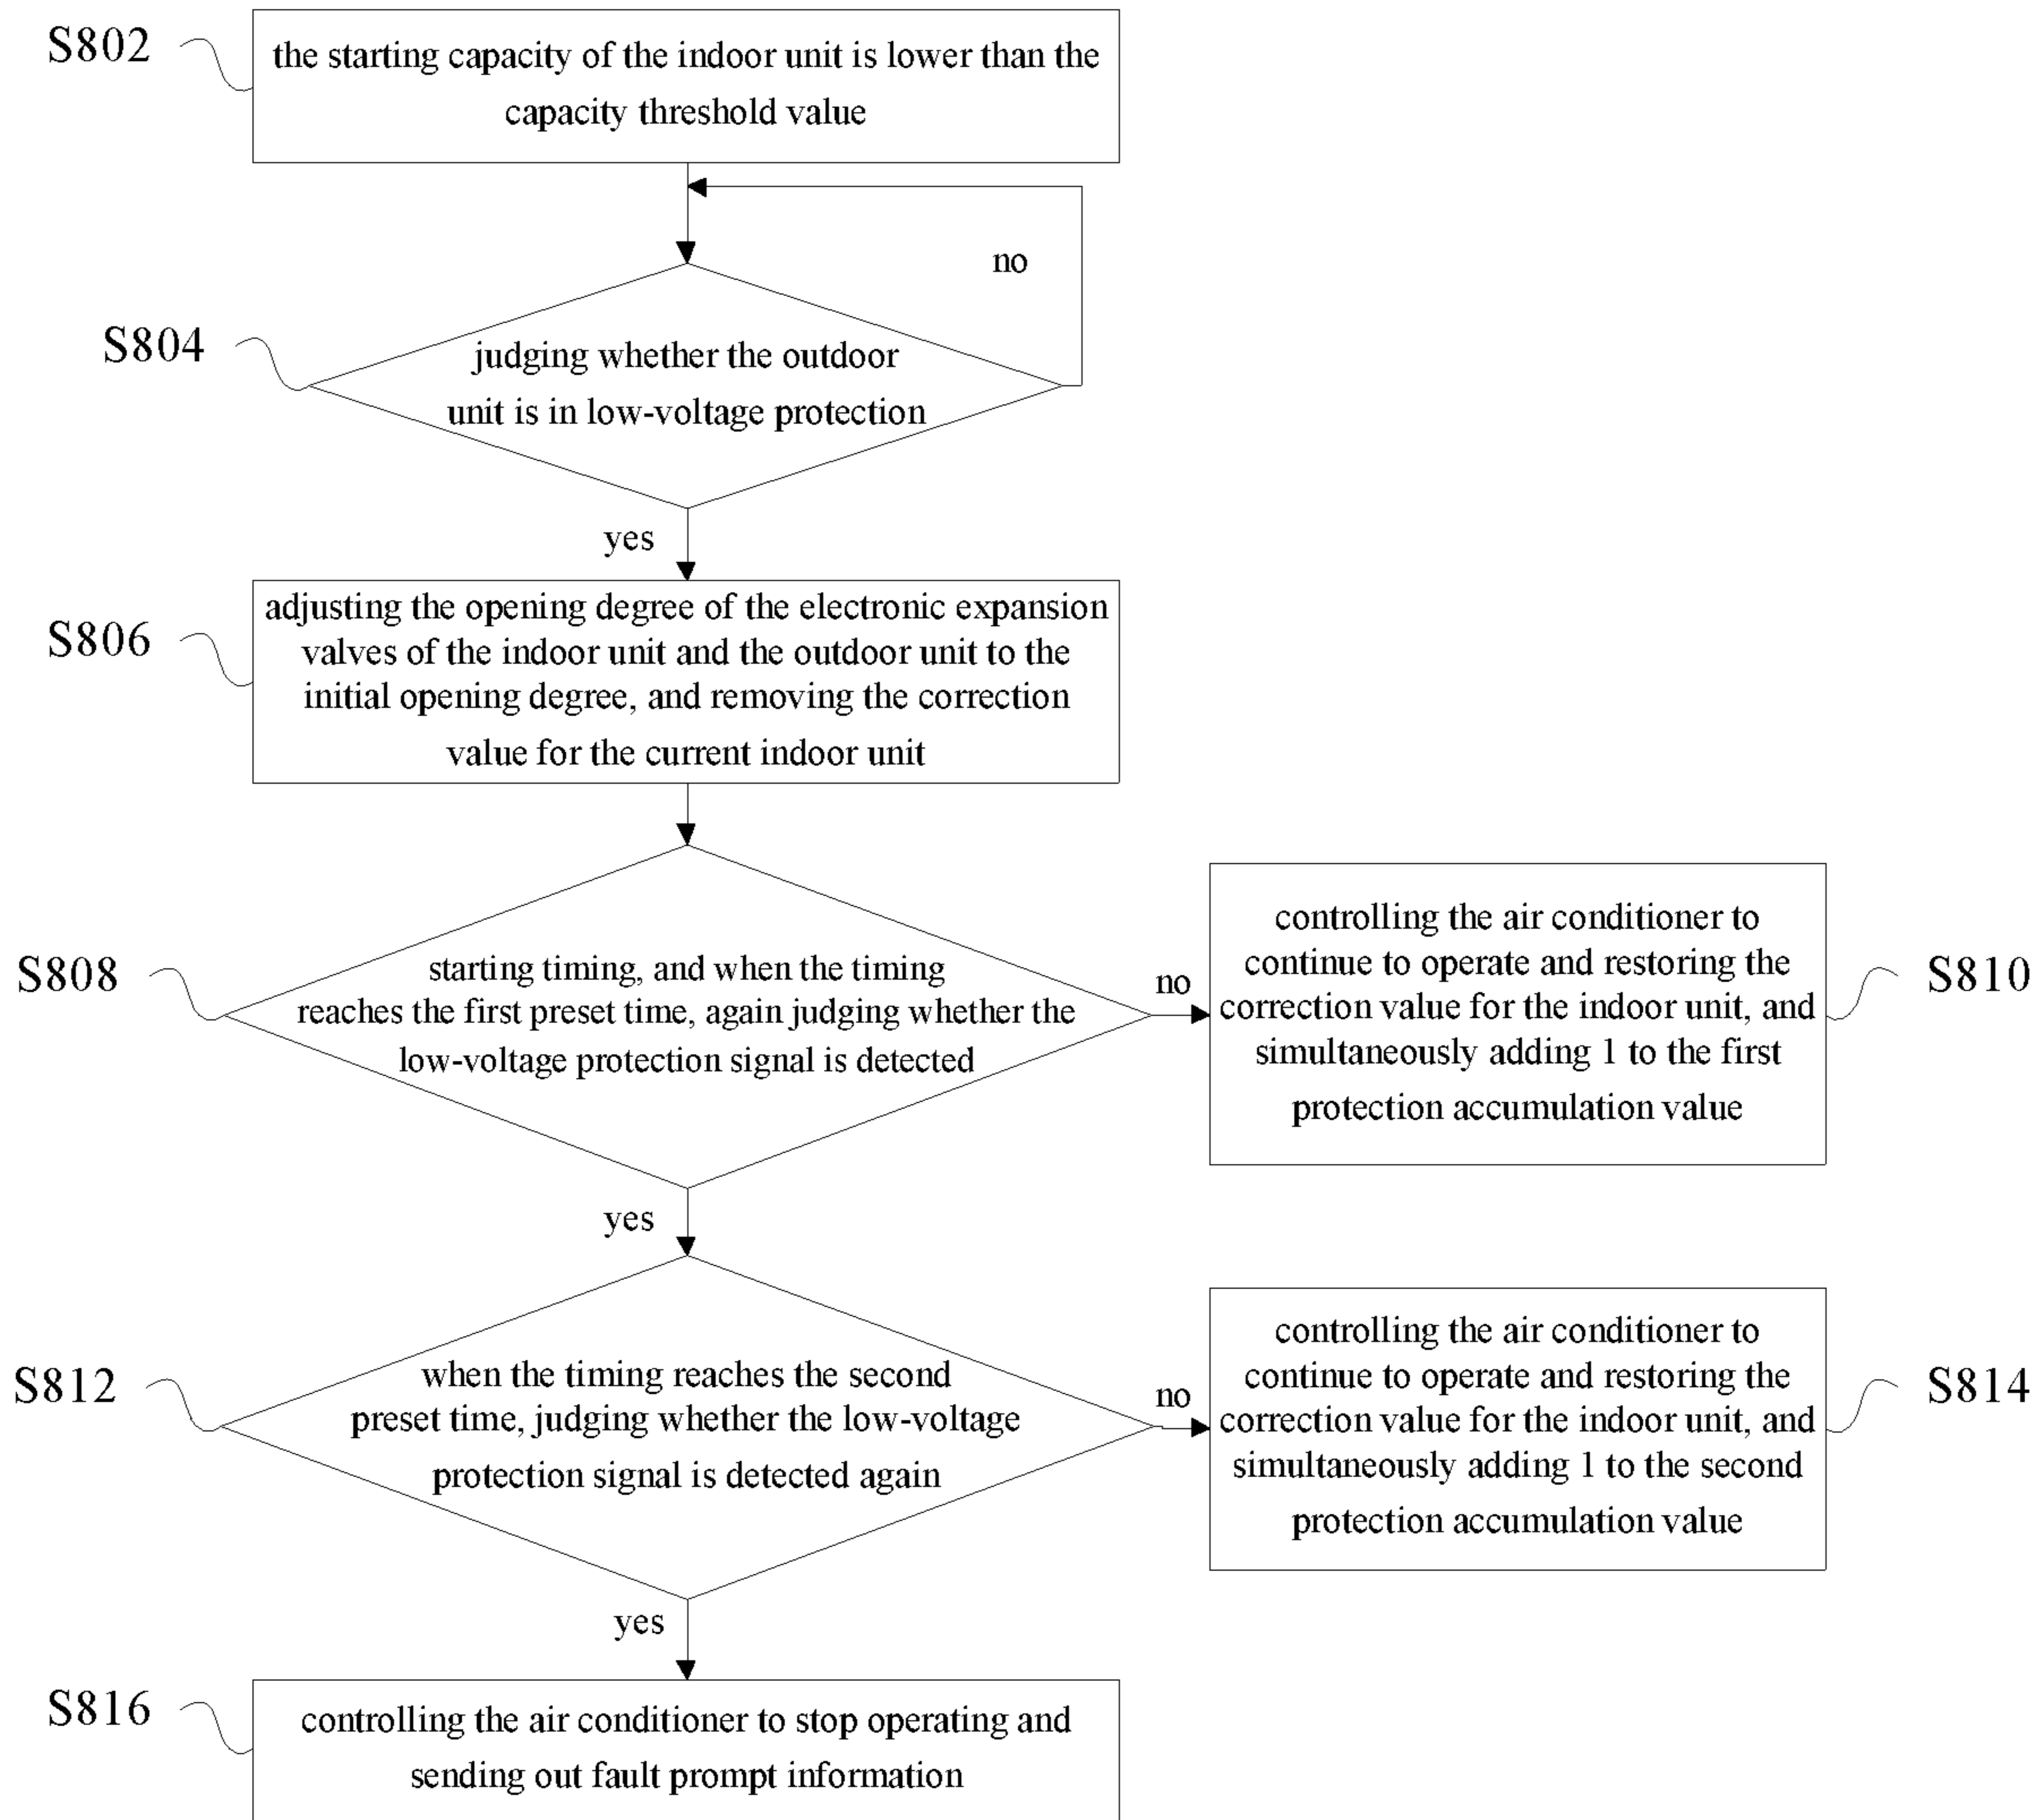 S802
the starting capacity of the indoor unit is lower than the
capacity threshold value
no
S804
judging whether the outdoor
unit is in low-voltage protection
yes
S806
adjusting the opening degree of the electronic expansion
valves of the indoor unit and the outdoor unit to the
initial opening degree, and removing the correction
value for the current indoor unit
S808
starting timing, and when the timing
reaches the first preset time, again judging whether the
low-voltage protection signal is detected
no
controlling the air conditioner to
continue to operate and restoring the
correction value for the indoor unit, and
simultaneously adding 1 to the first
protection accumulation value
S810
yes
S812
when the timing reaches the second
preset time, judging whether the low-voltage
protection signal is detected again
no
controlling the air conditioner to
continue to operate and restoring the
correction value for the indoor unit, and
simultaneously adding 1 to the second
protection accumulation value
S814
yes
S816
controlling the air conditioner to stop operating and
sending out fault prompt information